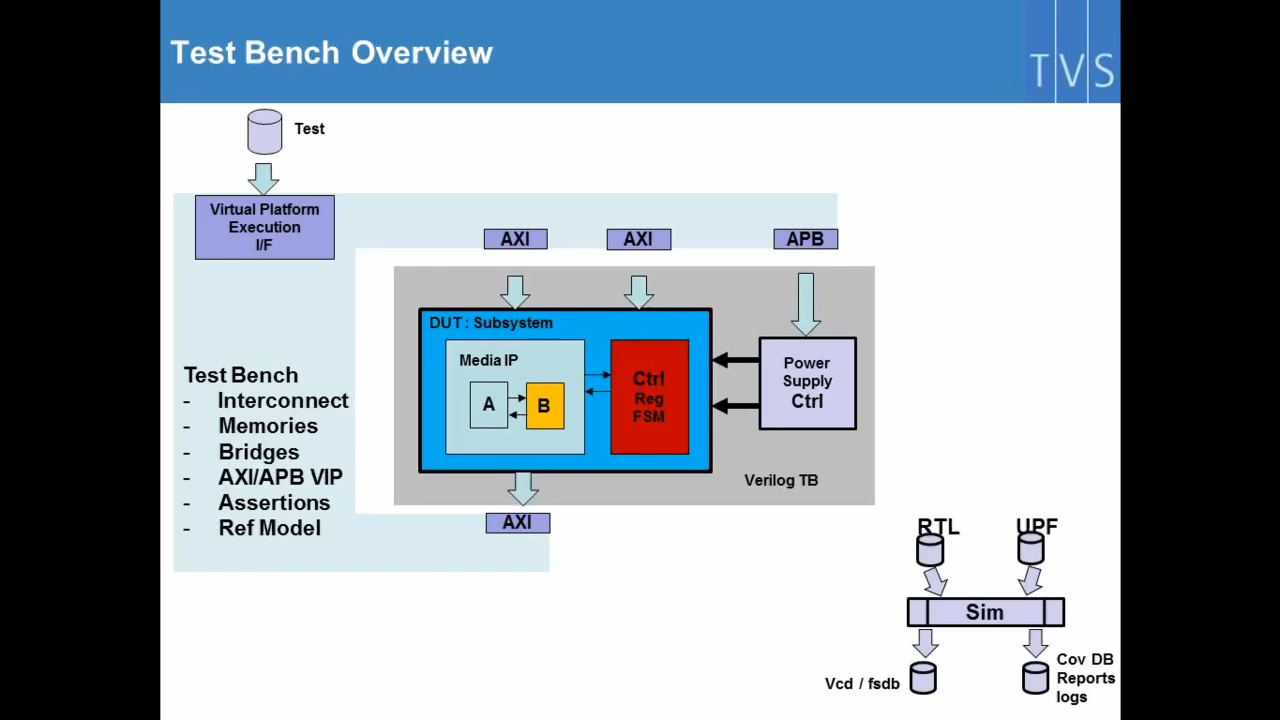 Test Bench Overview
TVS
Test
Virtual Platform
Execution
I/F
AXI
AXI
APB
DUT : Subsystem
Media IP
A
B
Ctrl
Reg
FSM
Power
Supply
Ctrl
Verilog TB
Test Bench
- Interconnect
- Memories
- Bridges
- AXI/APB VIP
- Assertions
- Ref Model
AXI
RTL
UPF
Sim
Vcd / fsdb
Cov DB
Reports
logs